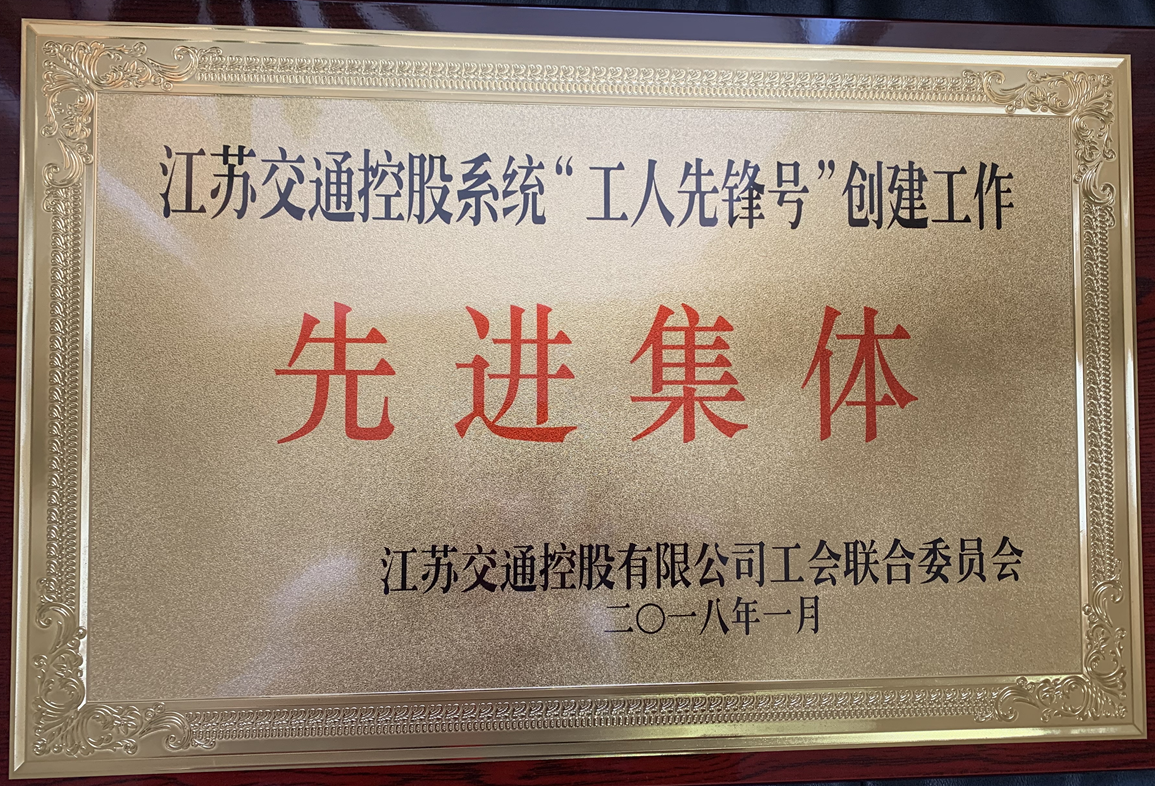 江苏交通控股系统“工人先锋号”创建工作
先进集体
江苏交通控股有限公司工会联合委员会
二〇一八年一月